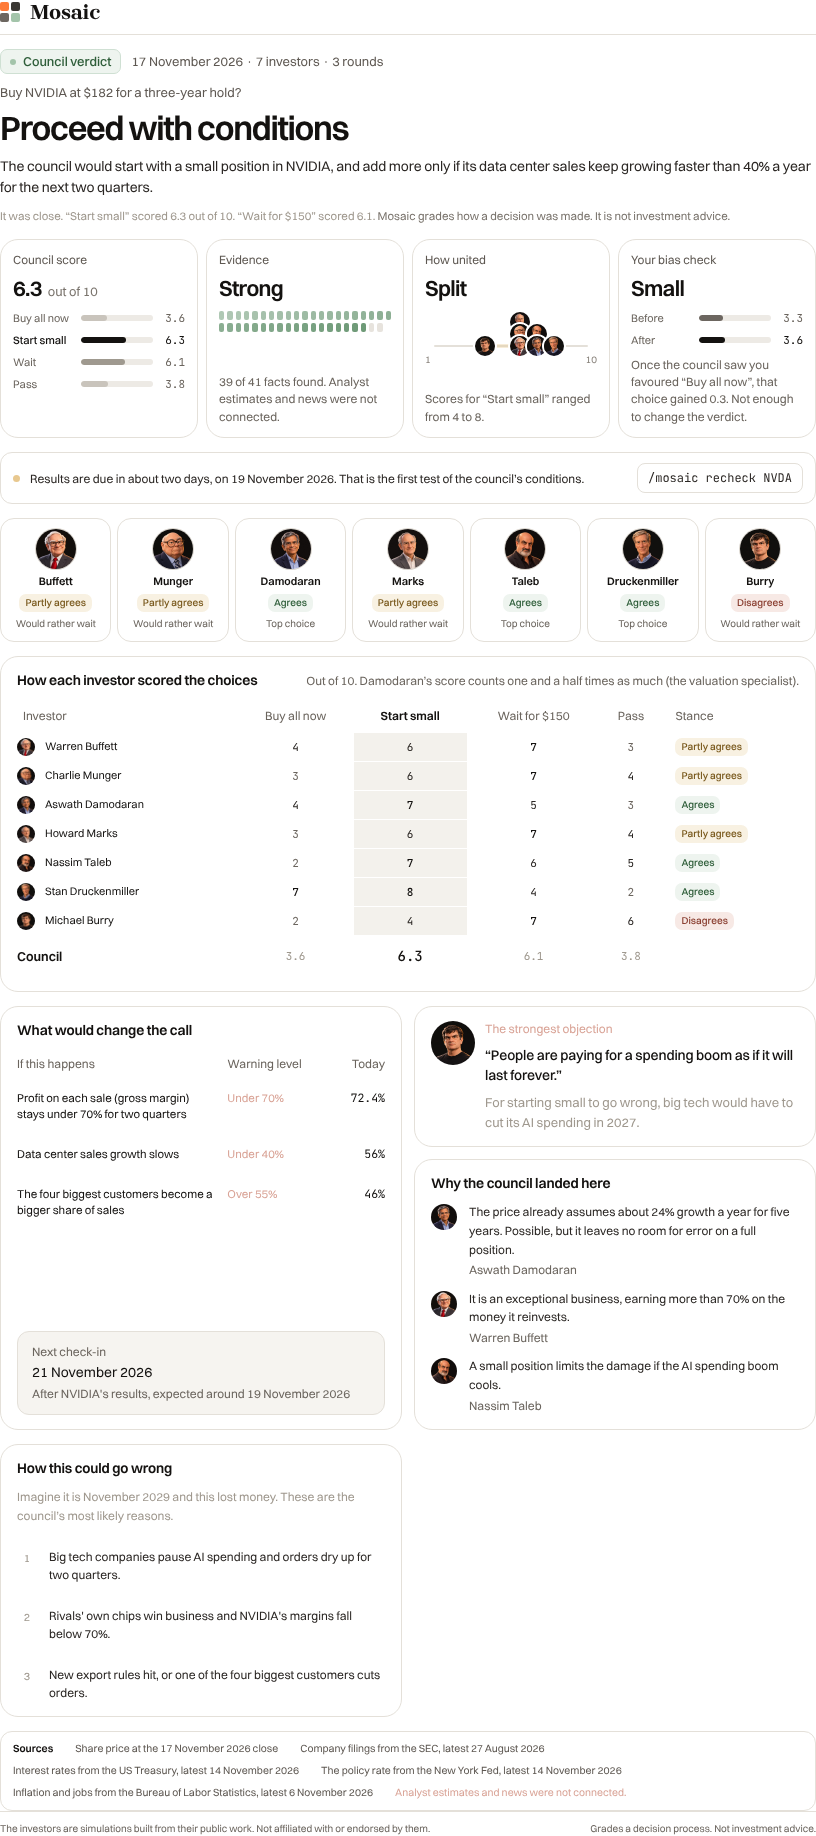 Mosaic
Council verdict
17 November 2026 · 7 investors · 3 rounds
Buy NVIDIA at $182 for a three-year hold?
Proceed with conditions
The council would start with a small position in NVIDIA, and add more only if its data center sales keep growing faster than 40% a year
for the next two quarters.
It was close. “Start small” scored 6.3 out of 10. “Wait for $150” scored 6.1. Mosaic grades how a decision was made. It is not investment advice.
Council score
6.3 out of 10
Buy all now 3.6
Start small 6.3
Wait 6.1
Pass 3.8
Evidence
Strong
39 of 41 facts found. Analyst
estimates and news were not
connected.
How united
Split
1 10
Scores for “Start small” ranged
from 4 to 8.
Your bias check
Small
Before 3.3
After 3.6
Once the council saw you
favoured “Buy all now”, that
choice gained 0.3. Not enough
to change the verdict.
Results are due in about two days, on 19 November 2026. That is the first test of the council’s conditions.
/mosaic recheck NVDA
Buffett
Partly agrees
Would rather wait
Munger
Partly agrees
Would rather wait
Damodaran
Agrees
Top choice
Marks
Partly agrees
Would rather wait
Taleb
Agrees
Top choice
Druckenmiller
Agrees
Top choice
Burry
Disagrees
Would rather wait
How each investor scored the choices
Out of 10. Damodaran’s score counts one and a half times as much (the valuation specialist).
Investor Buy all now Start small Wait for $150 Pass Stance
Warren Buffett 4 6 7 3 Partly agrees
Charlie Munger 3 6 7 4 Partly agrees
Aswath Damodaran 4 7 5 3 Agrees
Howard Marks 3 6 7 4 Partly agrees
Nassim Taleb 2 7 6 5 Agrees
Stan Druckenmiller 7 8 4 2 Agrees
Michael Burry 2 4 7 6 Disagrees
Council 3.6 6.3 6.1 3.8
What would change the call
If this happens Warning level Today
Profit on each sale (gross margin)
stays under 70% for two quarters
Under 70% 72.4%
Data center sales growth slows Under 40% 56%
The four biggest customers become a
bigger share of sales
Over 55% 46%
Next check-in
21 November 2026
After NVIDIA’s results, expected around 19 November 2026
The strongest objection
“People are paying for a spending boom as if it will
last forever.”
For starting small to go wrong, big tech would have to
cut its AI spending in 2027.
Why the council landed here
The price already assumes about 24% growth a year for five
years. Possible, but it leaves no room for error on a full
position.
Aswath Damodaran
It is an exceptional business, earning more than 70% on the
money it reinvests.
Warren Buffett
A small position limits the damage if the AI spending boom
cools.
Nassim Taleb
How this could go wrong
Imagine it is November 2029 and this lost money. These are the
council’s most likely reasons.
1 Big tech companies pause AI spending and orders dry up for
two quarters.
2 Rivals’ own chips win business and NVIDIA’s margins fall
below 70%.
3 New export rules hit, or one of the four biggest customers cuts
orders.
Sources Share price at the 17 November 2026 close Company filings from the SEC, latest 27 August 2026
Interest rates from the US Treasury, latest 14 November 2026 The policy rate from the New York Fed, latest 14 November 2026
Inflation and jobs from the Bureau of Labor Statistics, latest 6 November 2026 Analyst estimates and news were not connected.
The investors are simulations built from their public work. Not affiliated with or endorsed by them.
Grades a decision process. Not investment advice.